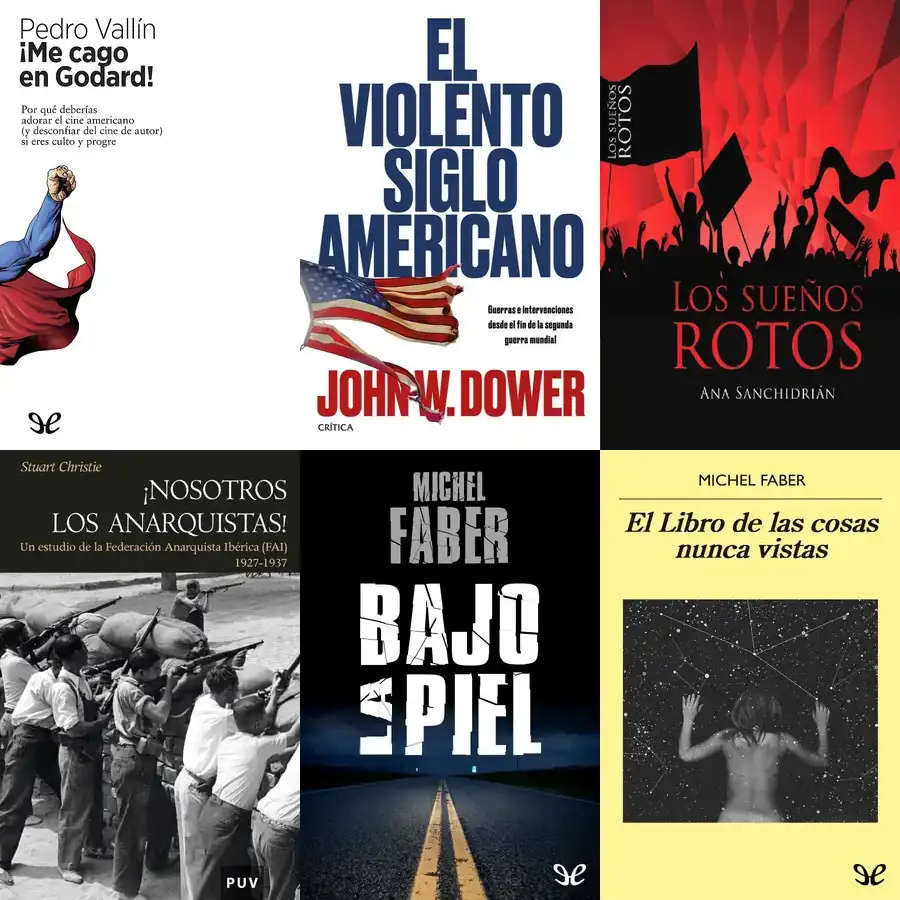 Pedro Vallín
¡Me cago
en Godard!
Por qué deberías
adorar el cine americano
(y desconfiar del cine de autor)
si eres culto y progre
EL
VIOLENTO
SIGLO
AMERICANO
Guerras e intervenciones
desde el fin de la segunda
guerra mundial
JOHN W. DOWER
CRÍTICA
LOS SUEÑOS
ROTOS
LOS SUEÑOS
ROTOS
ANA SANCHIDRIÁN
Stuart Christie
¡NOSOTROS
LOS ANARQUISTAS!
Un estudio de la Federación Anarquista Ibérica (FAI)
1927-1937
PUV
MICHEL
FABER
BAJO
LA PIEL
MICHEL FABER
El Libro de las cosas
nunca vistas